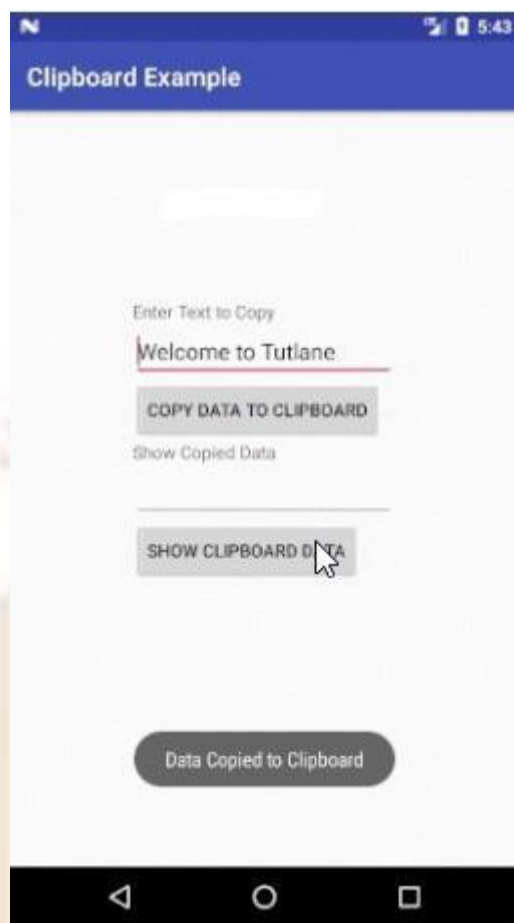 5:43
Clipboard Example
Enter Text to Copy
Welcome to Tutlane
COPY DATA TO CLIPBOARD
Show Copied Data
SHOW CLIPBOARD DATA
Data Copied to Clipboard